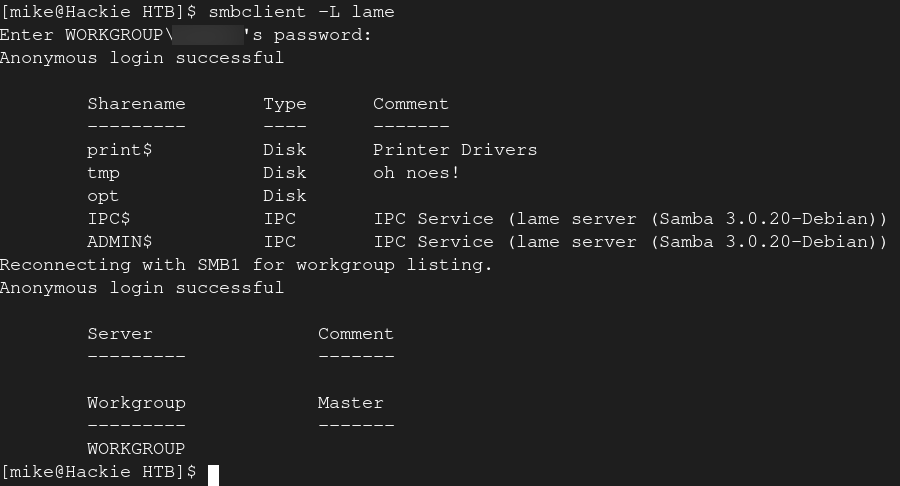 [mike@Hackie HTB]$ smbclient -L lame
Enter WORKGROUP\ 's password:
Anonymous login successful
Sharename Type Comment
--------- ---- -------
print$ Disk Printer Drivers
tmp Disk oh noes!
opt Disk
IPC$ IPC IPC Service (lame server (Samba 3.0.20-Debian))
ADMIN$ IPC IPC Service (lame server (Samba 3.0.20-Debian))
Reconnecting with SMB1 for workgroup listing.
Anonymous login successful
Server Comment
--------- -------
Workgroup Master
--------- -------
WORKGROUP
[mike@Hackie HTB]$